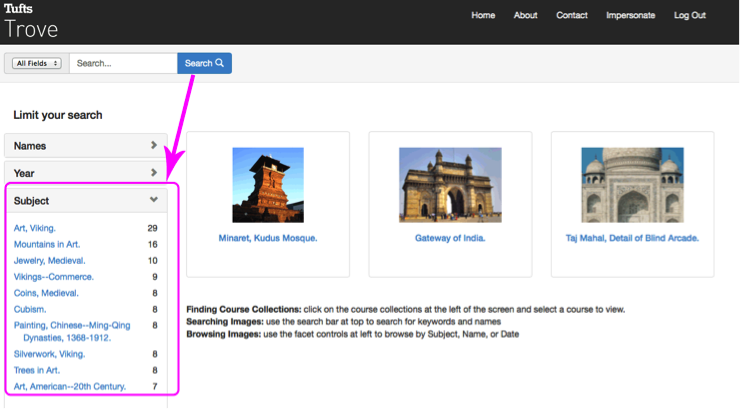 Tufts
Trove
Home About Contact Impersonate Log Out
All Fields Search... Search
Limit your search
Names
Year
Subject
Art, Viking. 29
Mountains in Art. 16
Jewelry, Medieval. 10
Vikings--Commerce. 9
Coins, Medieval. 8
Cubism. 8
Painting, Chinese--Ming-Qing 8
Dynasties, 1368-1912.
Silverwork, Viking. 8
Trees in Art. 8
Art, American--20th Century. 7
Minaret, Kudus Mosque.
Gateway of India.
Taj Mahal, Detail of Blind Arcade.
Finding Course Collections: click on the course collections at the left of the screen and select a course to view.
Searching Images: use the search bar at top to search for keywords and names
Browsing Images: use the facet controls at left to browse by Subject, Name, or Date